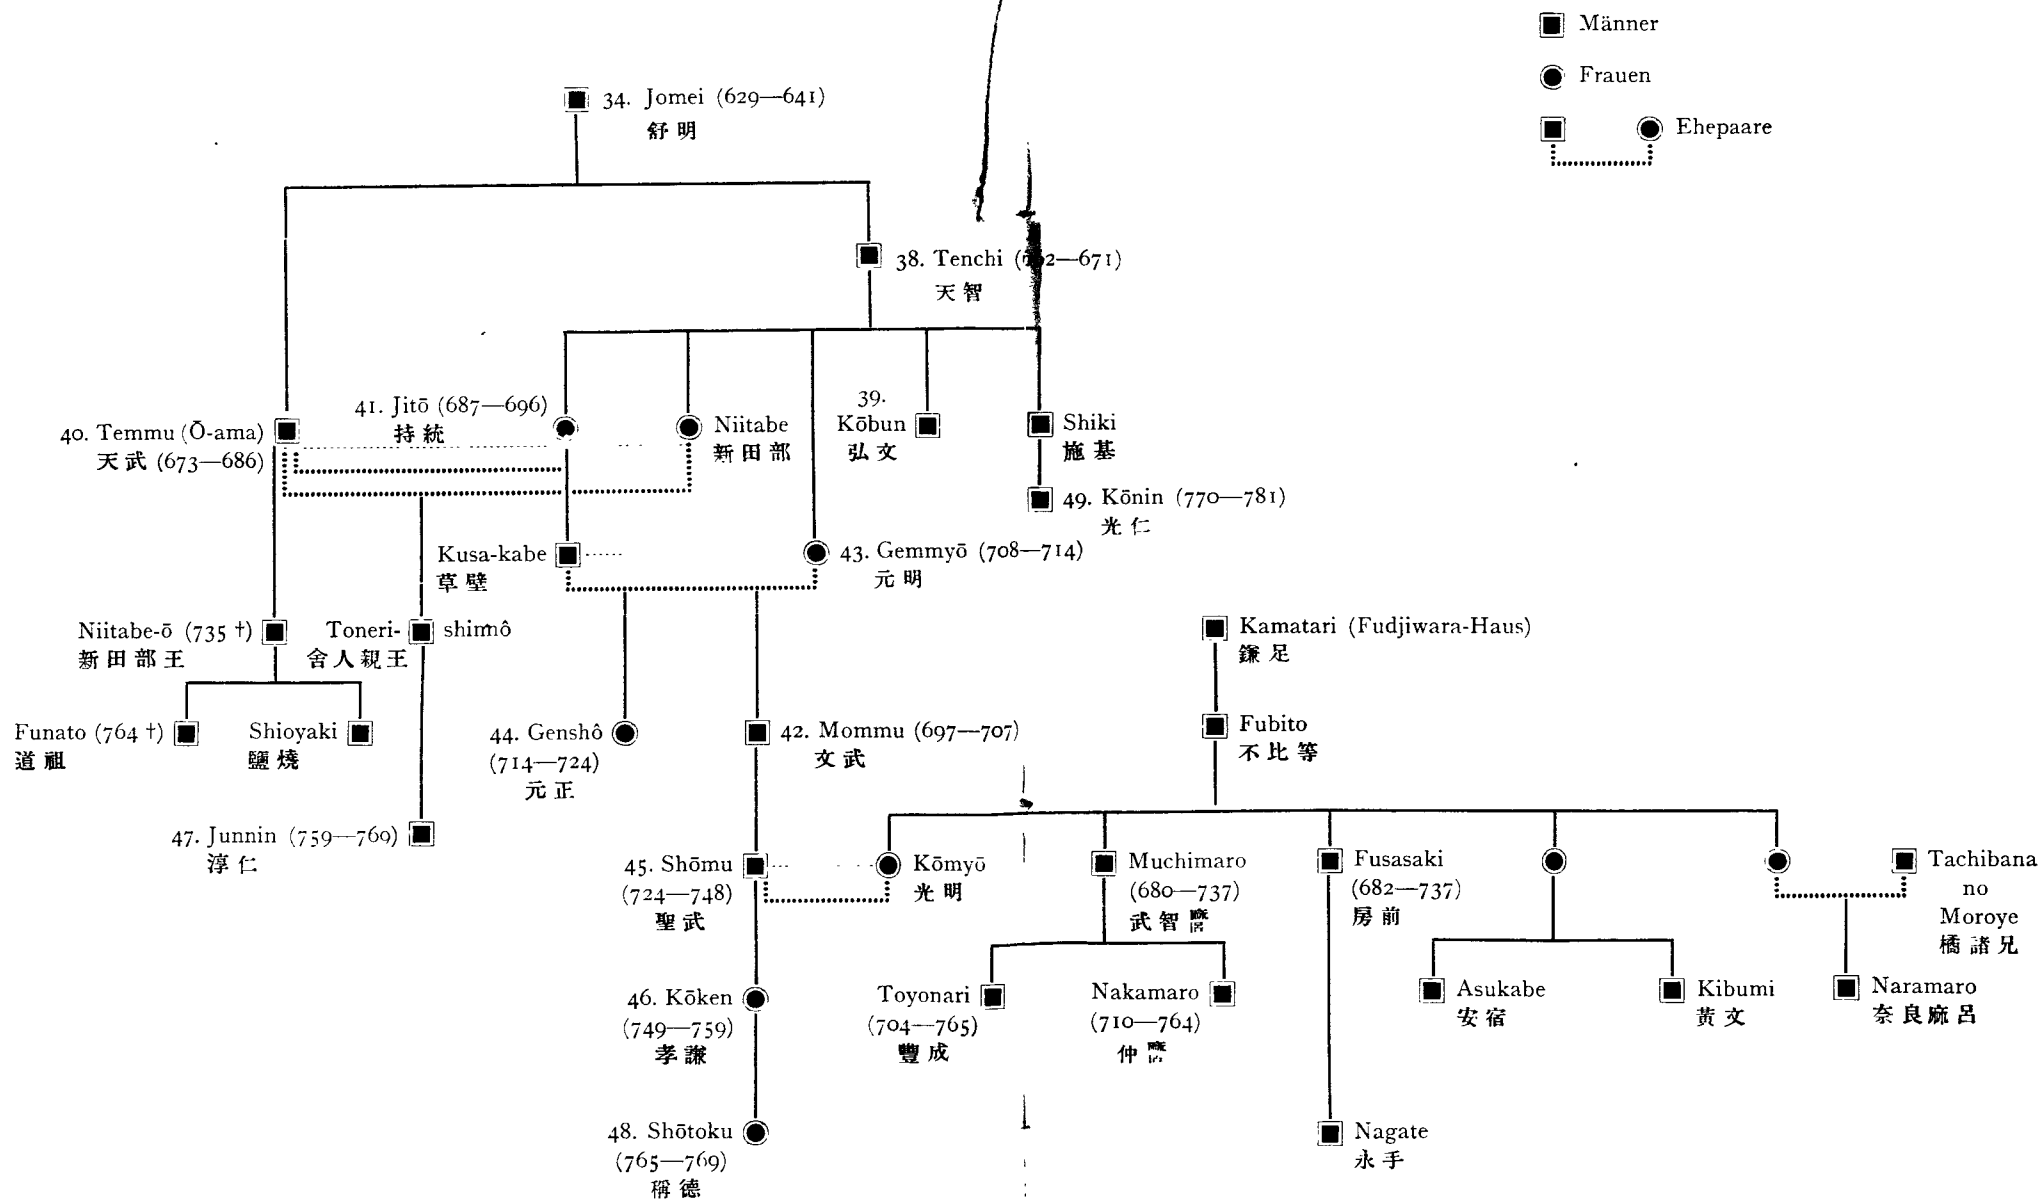 Männer
Frauen
Ehepaare
34. Jomei (629—641)
舒明
38. Tenchi (662—671)
天智
40. Temmu (Ō-ama)
天武 (673—686)
41. Jitō (687—696)
持統
Niitabe
新田部
39.
Kōbun
弘文
Shiki
施基
49. Kōnin (770—781)
光仁
Kusa-kabe
草壁
43. Gemmyō (708—714)
元明
Niitabe-ō (735 †)
新田部王
Toneri- shinnô
舍人親王
Kamatari (Fudjiwara-Haus)
鎌足
Funato (764 †)
道祖
Shioyaki
鹽燒
44. Genshô
(714—724)
元正
42. Mommu (697—707)
文武
Fubito
不比等
47. Junnin (759—769)
淳仁
45. Shōmu
(724—748)
聖武
Kōmyō
光明
Muchimaro
(680—737)
武智麿
Fusasaki
(682—737)
房前
Tachibana
no
Moroye
橘諸兄
46. Kōken
(749—759)
孝謙
Toyonari
(704—765)
豐成
Nakamaro
(710—764)
仲麿
Asukabe
安宿
Kibumi
黃文
Naramaro
奈良麻呂
48. Shōtoku
(765—769)
稱德
Nagate
永手